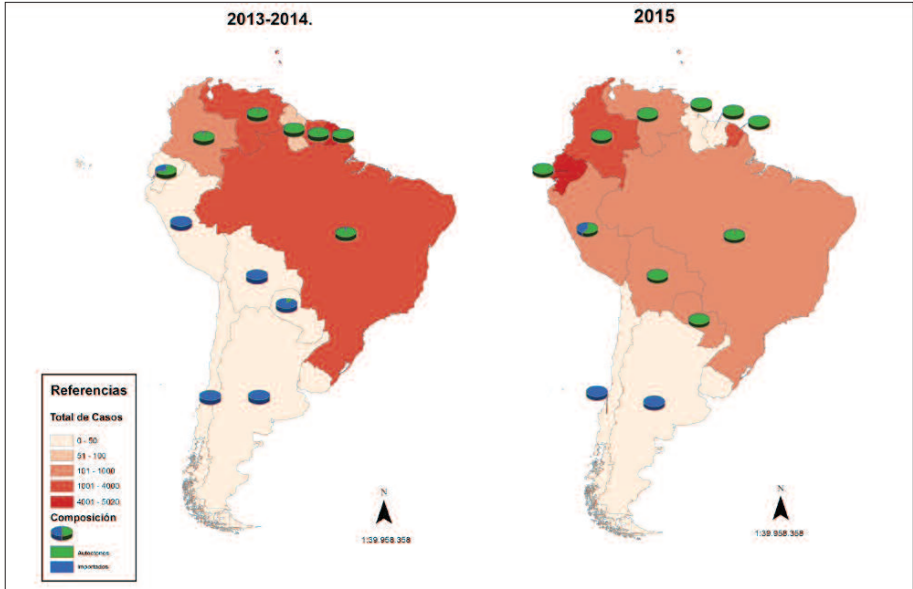 2013-2014.
2015
Referencias
Total de Casos
0 - 50
51 - 100
101 - 1000
1001 - 4000
4001 - 5020
Composición
Autoctonos
Importados
N
1:39.958.358
N
1:39.958.358